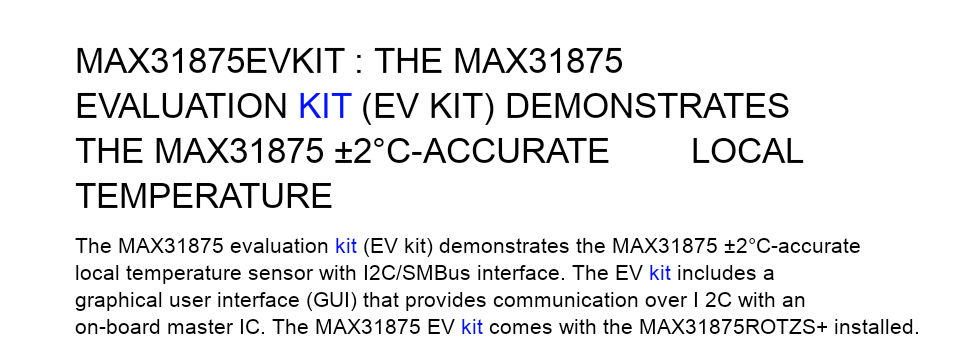 MAX31875EVKIT : THE MAX31875
EVALUATION KIT (EV KIT) DEMONSTRATES
THE MAX31875 ±2°C-ACCURATE LOCAL
TEMPERATURE
The MAX31875 evaluation kit (EV kit) demonstrates the MAX31875 ±2°C-accurate
local temperature sensor with I2C/SMBus interface. The EV kit includes a
graphical user interface (GUI) that provides communication over I 2C with an
on-board master IC. The MAX31875 EV kit comes with the MAX31875ROTZS+ installed.